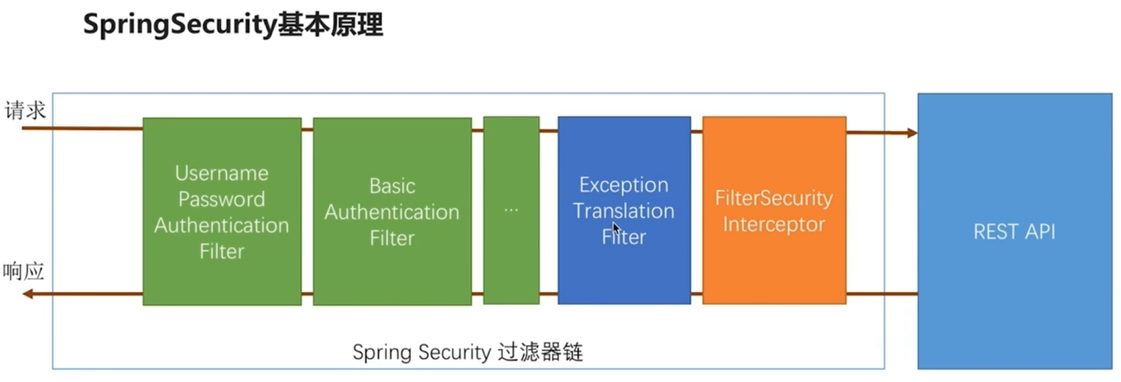 SpringSecurity基本原理
请求
Username
Password
Authentication
Filter
Basic
Authentication
Filter
...
Exception
Translation
Filter
FilterSecurity
Interceptor
REST API
响应
Spring Security 过滤器链